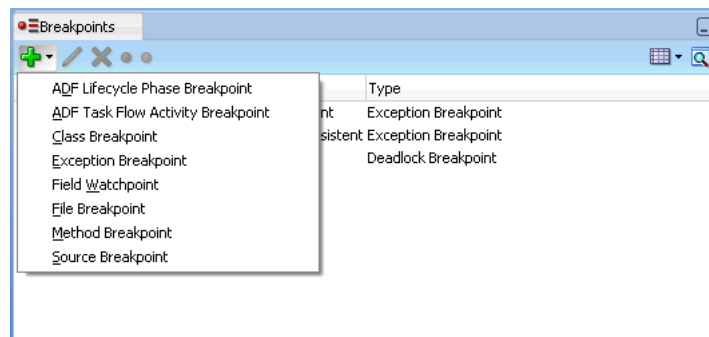 Breakpoints
Type
ADF Lifecycle Phase Breakpoint
ADF Task Flow Activity Breakpoint
Class Breakpoint
Exception Breakpoint
Field Watchpoint
File Breakpoint
Method Breakpoint
Source Breakpoint
nt Exception Breakpoint
sistent Exception Breakpoint
Deadlock Breakpoint